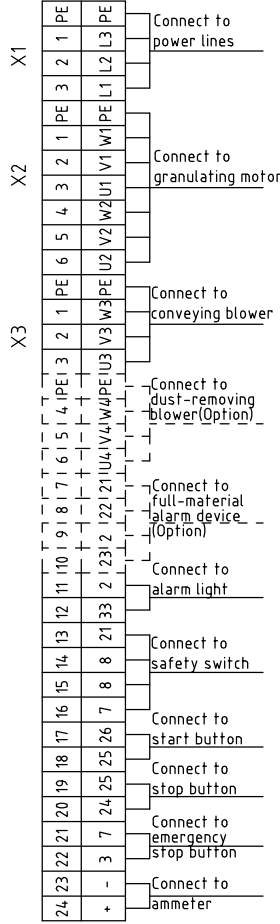 X1
PE PE
1 L3
2 L2
3 L1
Connect to
power lines
X2
PE PE
1 W1
2 V1
3 U1
4 W2
5 V2
6 U2
Connect to
granulating motor
X3
PE PE
1 W3
2 V3
3 U3
Connect to
conveying blower
PE PE
4 W4
5 V4
6 U4
Connect to
dust-removing
blower(Option)
7 21
8 22
9 2
10 23
Connect to
full-material
alarm device
(Option)
11 2
12 33
Connect to
alarm light
13 21
14 8
15 8
16 7
Connect to
safety switch
17 26
18 25
Connect to
start button
19 25
20 24
Connect to
stop button
21 7
22 3
Connect to
emergency
stop button
23 -
24 +
Connect to
ammeter